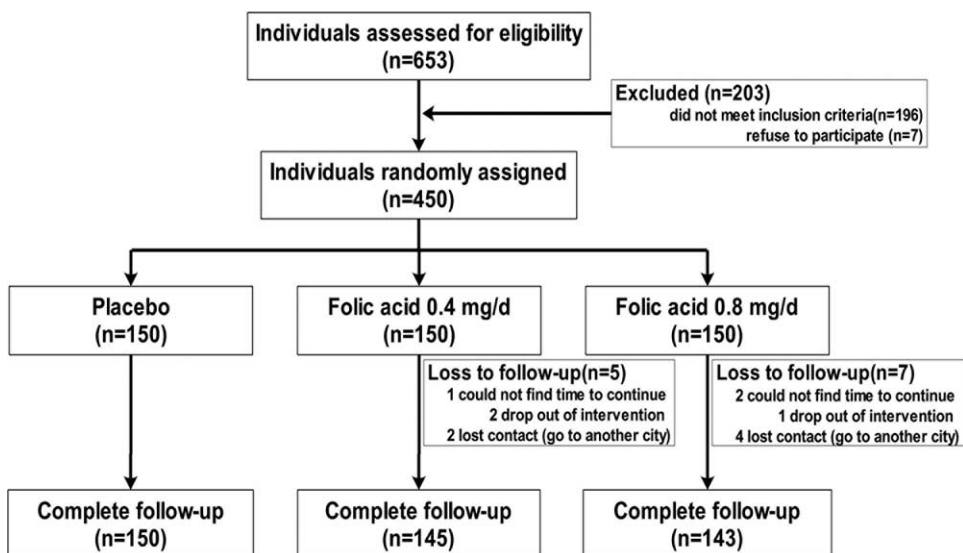 Individuals assessed for eligibility
(n=653)
Excluded (n=203)
did not meet inclusion criteria(n=196)
refuse to participate (n=7)
Individuals randomly assigned
(n=450)
Placebo
(n=150)
Folic acid 0.4 mg/d
(n=150)
Folic acid 0.8 mg/d
(n=150)
Loss to follow-up(n=5)
1 could not find time to continue
2 drop out of intervention
2 lost contact (go to another city)
Loss to follow-up(n=7)
2 could not find time to continue
1 drop out of intervention
4 lost contact (go to another city)
Complete follow-up
(n=150)
Complete follow-up
(n=145)
Complete follow-up
(n=143)